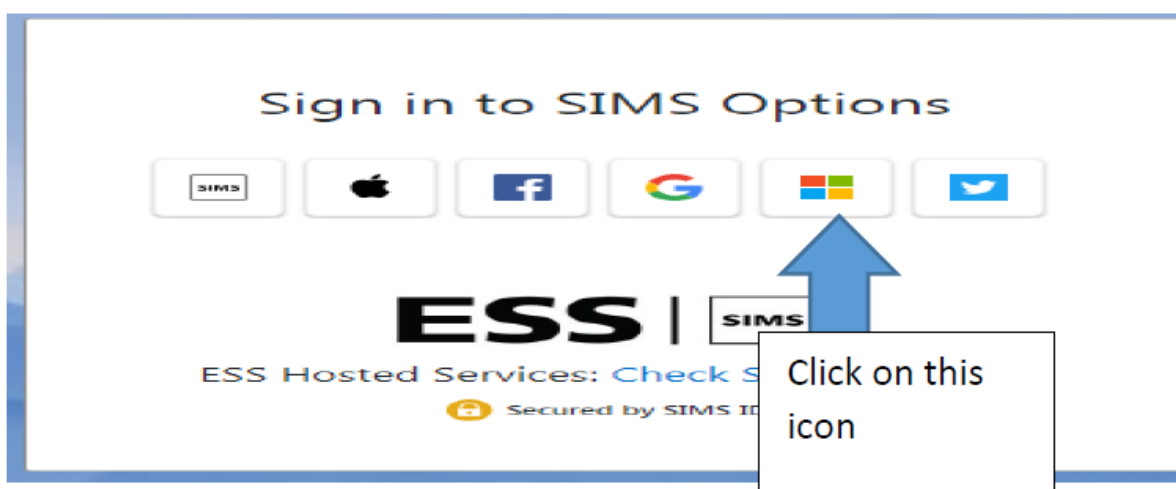 Sign in to SIMS Options
SIMS
f
G
ESS | SIMS
ESS Hosted Services: Check
Secured by SIMS
Click on this
icon